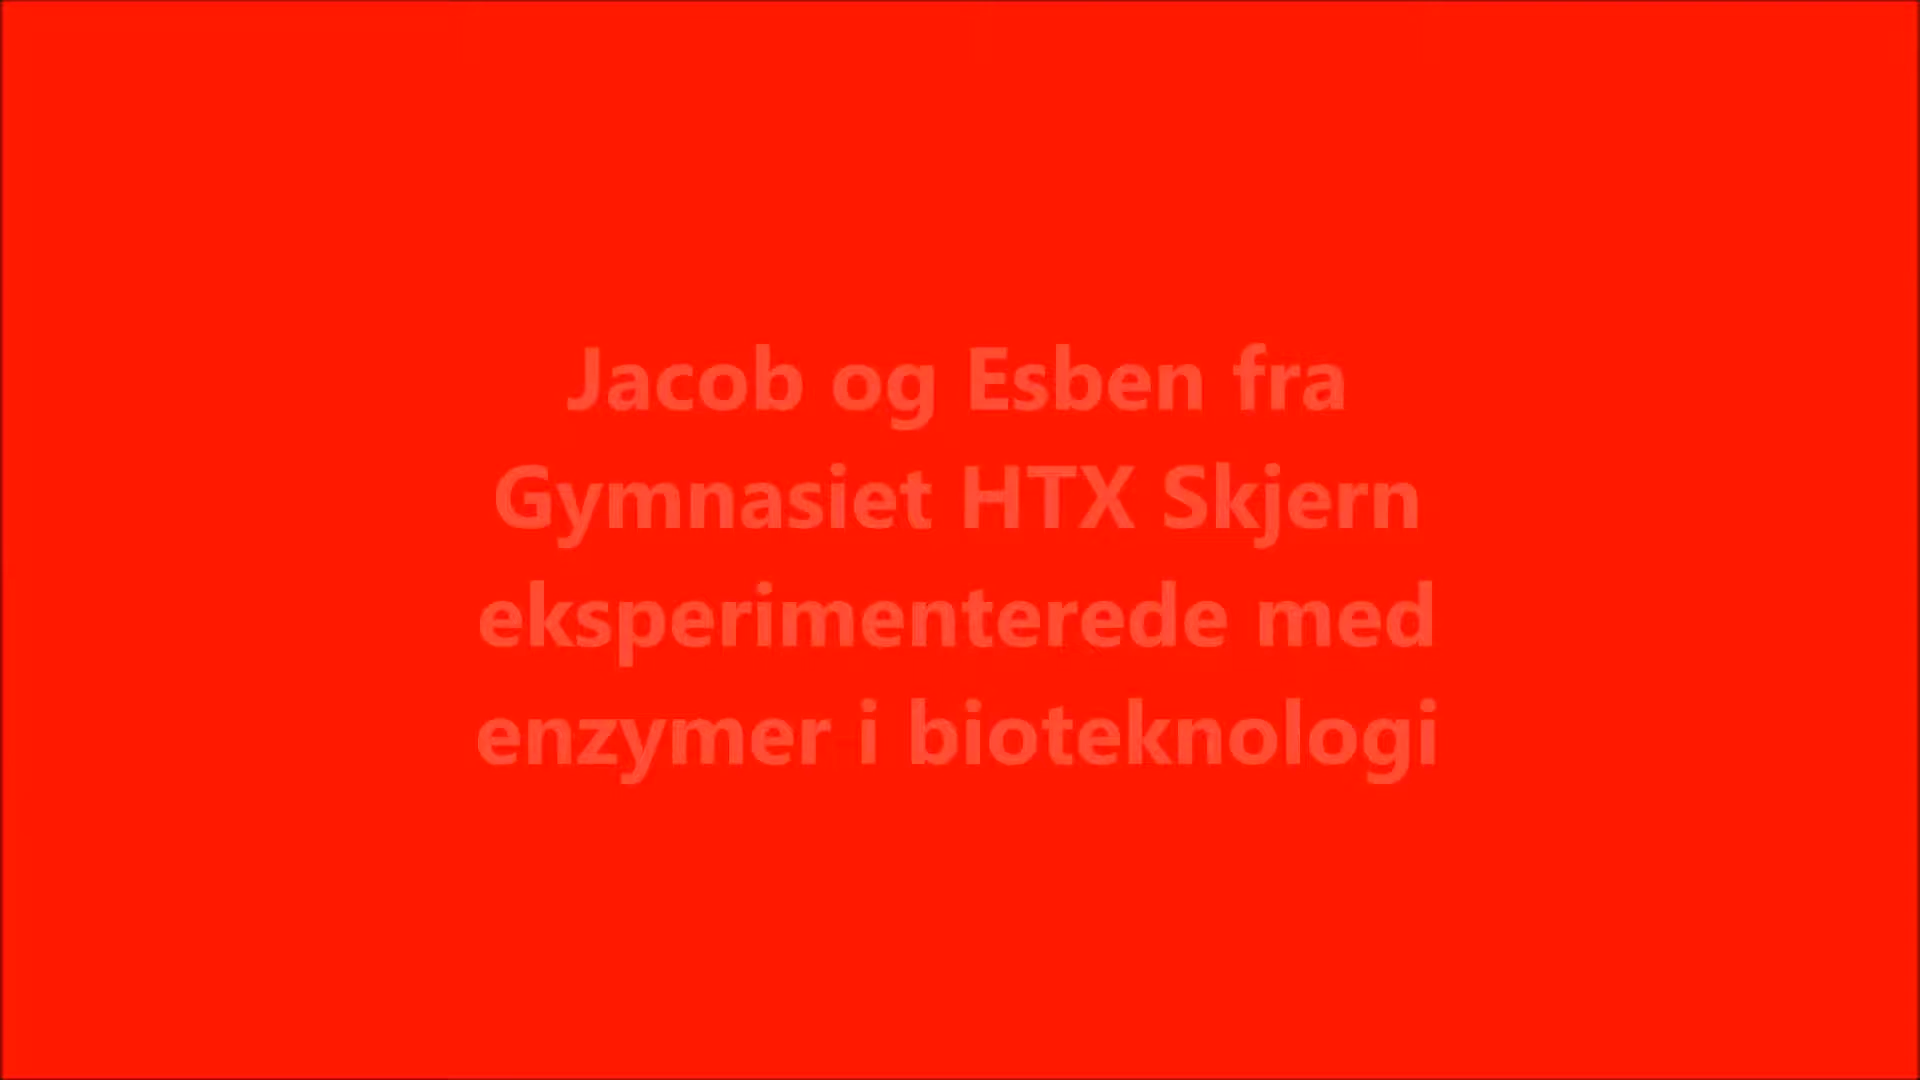 Jacob og Esben fra
Gymnasiet HTX Skjern
eksperimenterede med
enzymer i bioteknologi